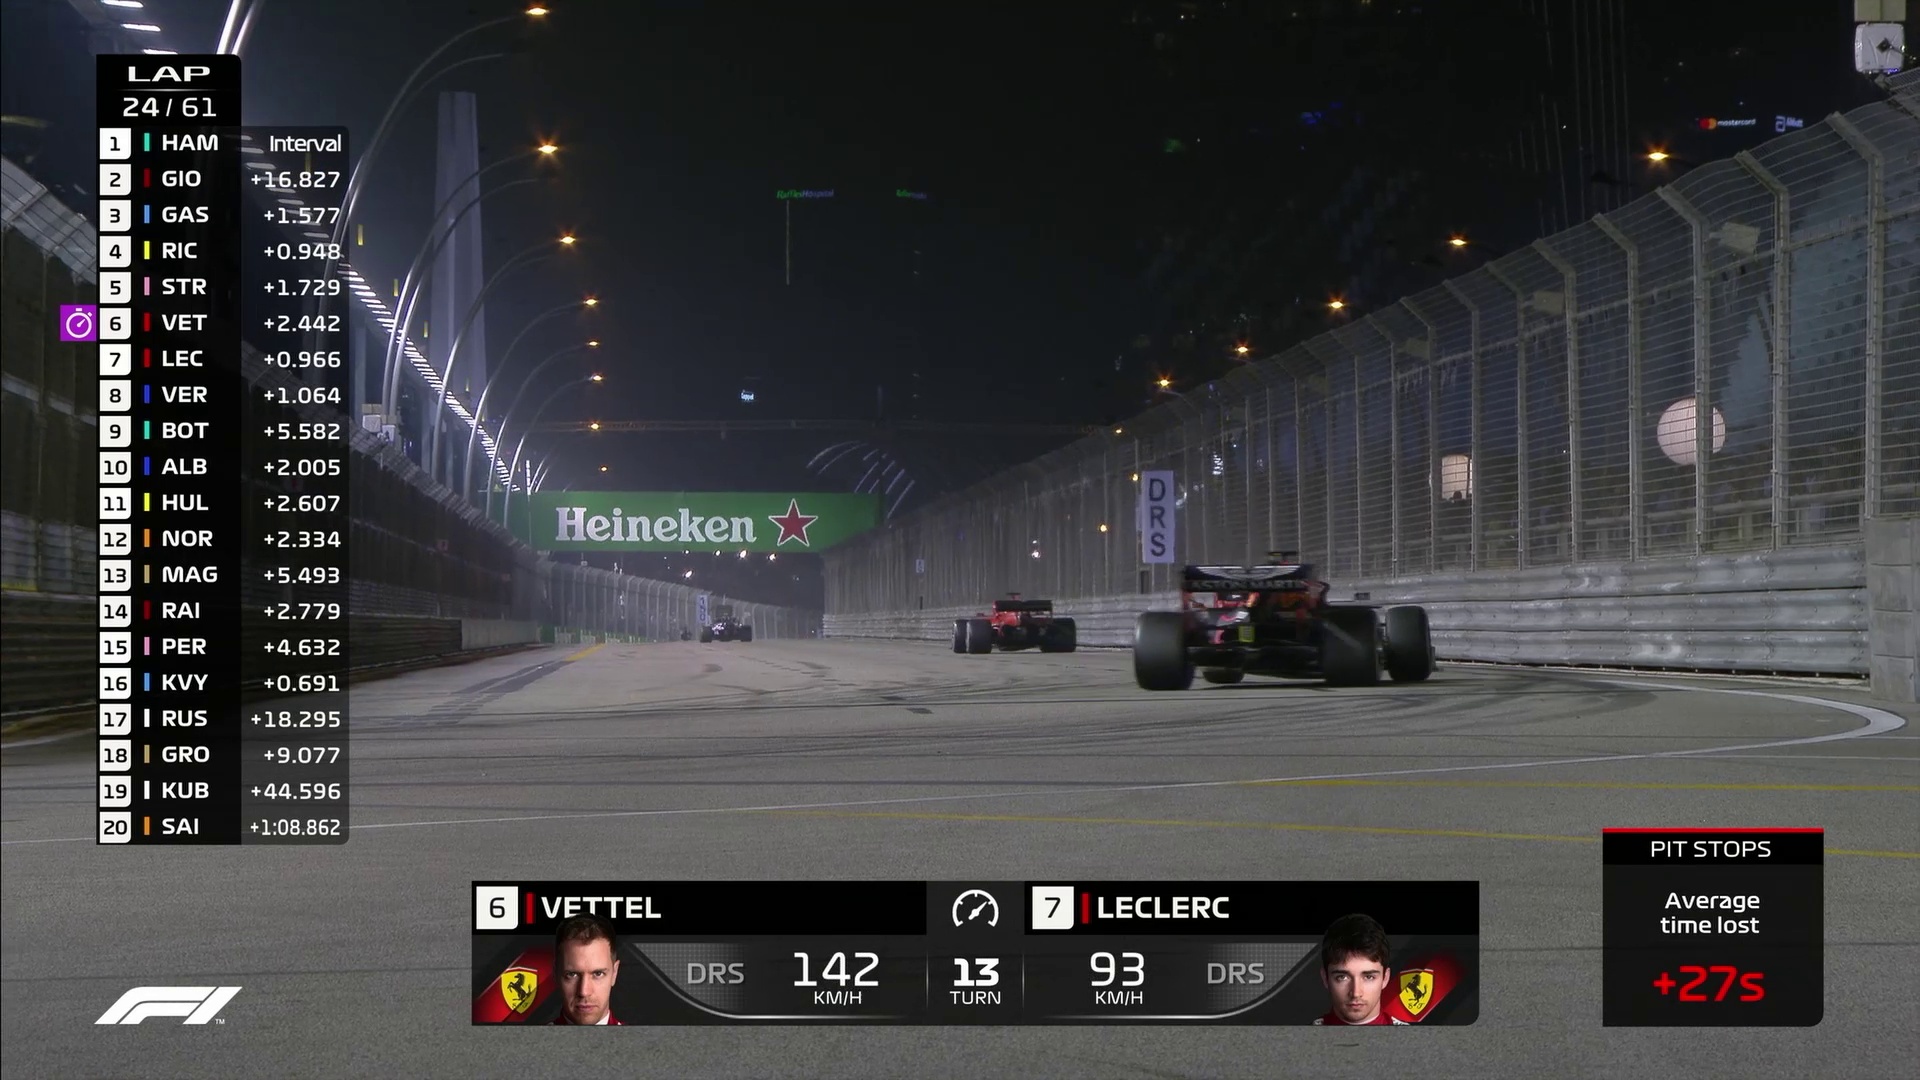 LAP
24 / 61
1 HAM Interval
2 GIO +16.827
3 GAS +1.577
4 RIC +0.948
5 STR +1.729
6 VET +2.442
7 LEC +0.966
8 VER +1.064
9 BOT +5.582
10 ALB +2.005
11 HUL +2.607
12 NOR +2.334
13 MAG +5.493
14 RAI +2.779
15 PER +4.632
16 KVY +0.691
17 RUS +18.295
18 GRO +9.077
19 KUB +44.596
20 SAI +1:08.862
mastercard
Heineken
DRS
ASTON MARTIN
6 VETTEL
DRS
142
KM/H
13
TURN
7 LECLERC
93
KM/H
DRS
PIT STOPS
Average
time lost
+27s
F1
TM